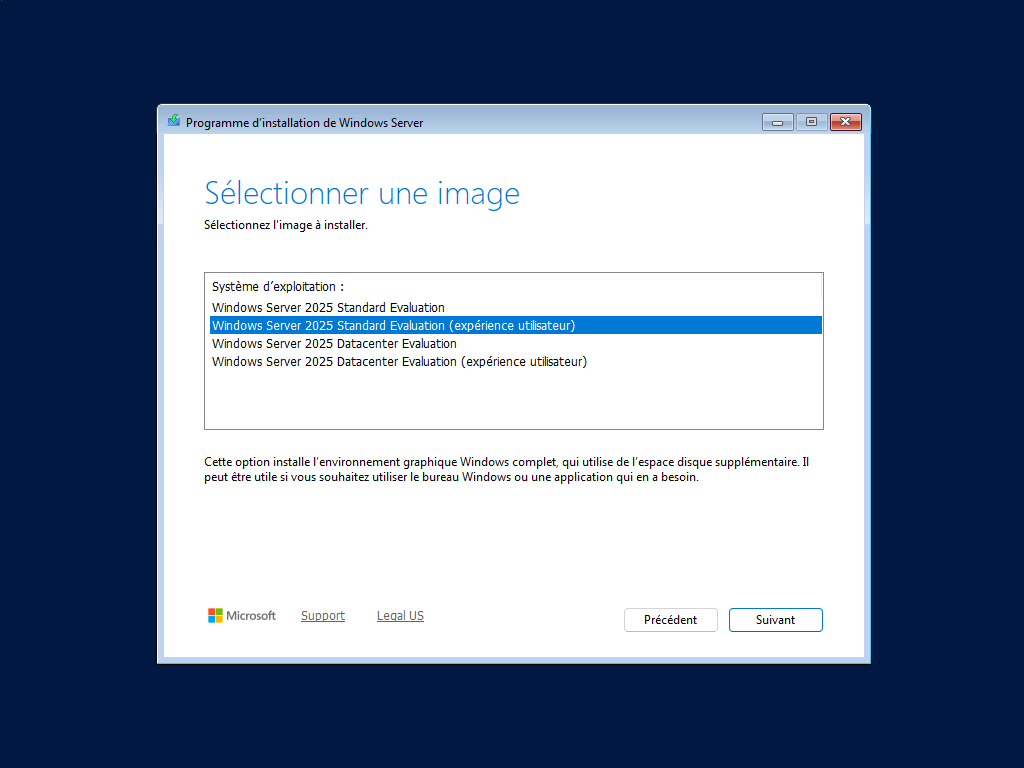 Programme d'installation de Windows Server
Sélectionner une image
Sélectionnez l'image à installer.
Système d’exploitation :
Windows Server 2025 Standard Evaluation
Windows Server 2025 Standard Evaluation (expérience utilisateur)
Windows Server 2025 Datacenter Evaluation
Windows Server 2025 Datacenter Evaluation (expérience utilisateur)
Cette option installe l’environnement graphique Windows complet, qui utilise de l’espace disque supplémentaire. Il
peut être utile si vous souhaitez utiliser le bureau Windows ou une application qui en a besoin.
Microsoft Support Legal US
Précédent Suivant